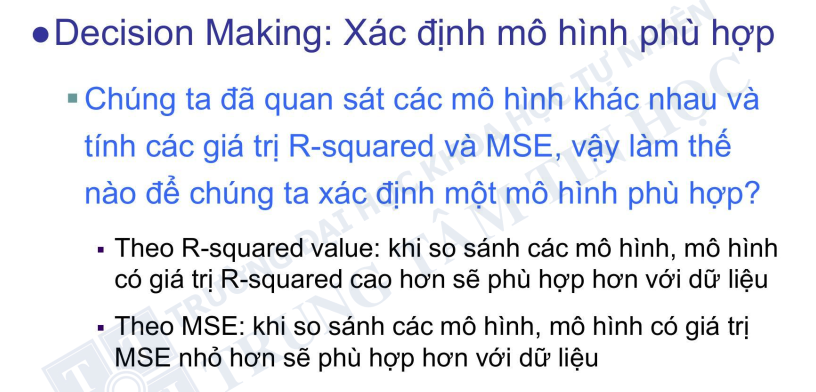 ●Decision Making: Xác định mô hình phù hợp
▪ Chúng ta đã quan sát các mô hình khác nhau và
tính các giá trị R-squared và MSE, vậy làm thế
nào để chúng ta xác định một mô hình phù hợp?
▪ Theo R-squared value: khi so sánh các mô hình, mô hình
có giá trị R-squared cao hơn sẽ phù hợp hơn với dữ liệu
▪ Theo MSE: khi so sánh các mô hình, mô hình có giá trị
MSE nhỏ hơn sẽ phù hợp hơn với dữ liệu
TRƯỜNG ĐẠI HỌC KHOA HỌC TỰ NHIÊN
TRUNG TÂM TIN HỌC